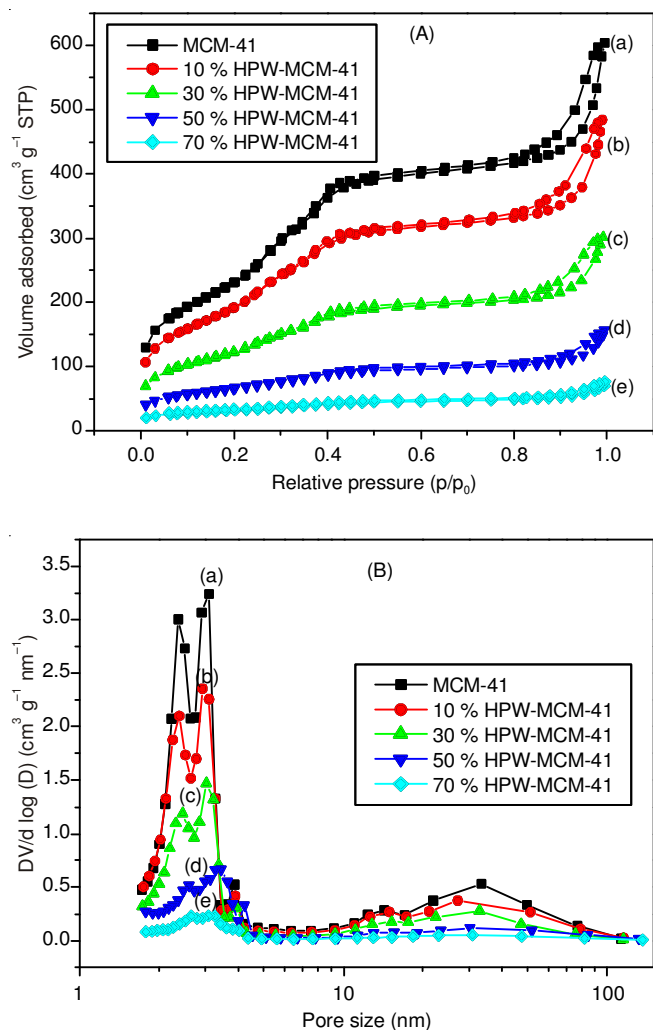 (A)
MCM-41
10 % HPW-MCM-41
30 % HPW-MCM-41
50 % HPW-MCM-41
70 % HPW-MCM-41
(a)
(b)
(c)
(d)
(e)
600
500
400
300
200
100
0
Volume adsorbed (cm³ g⁻¹ STP)
0.0 0.2 0.4 0.6 0.8 1.0
Relative pressure (p/p₀)
(B)
(a)
(b)
(c)
(d)
(e)
MCM-41
10 % HPW-MCM-41
30 % HPW-MCM-41
50 % HPW-MCM-41
70 % HPW-MCM-41
3.5
3.0
2.5
2.0
1.5
1.0
0.5
0.0
DV/d log (D) (cm³ g⁻¹ nm⁻¹)
1 10 100
Pore size (nm)